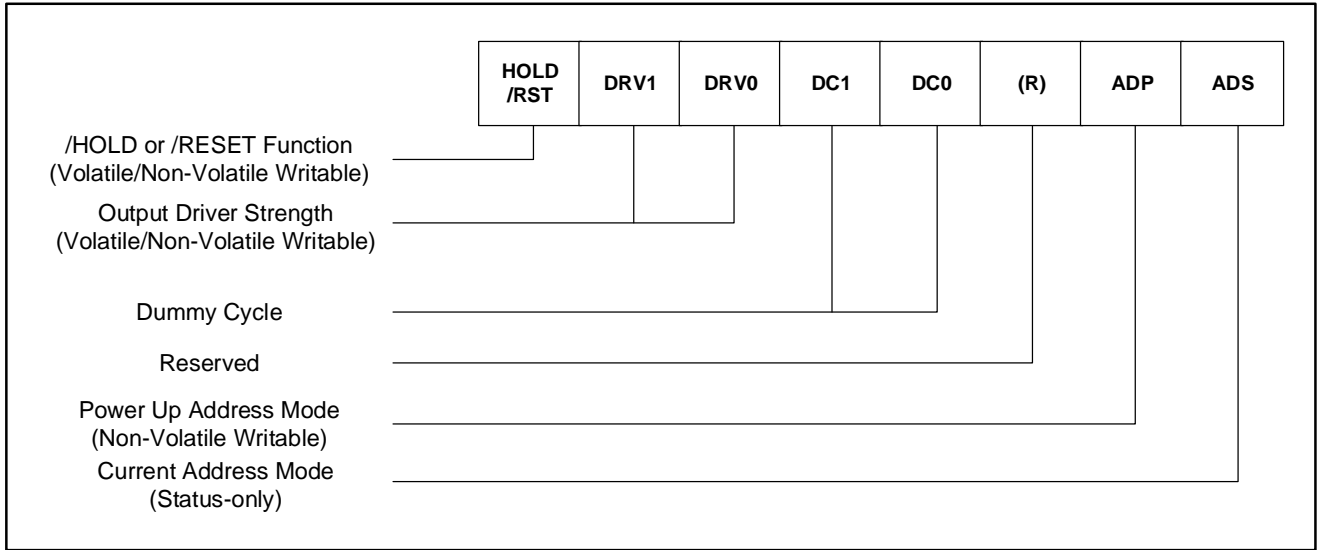 HOLD
/RST
DRV1
DRV0
DC1
DC0
(R)
ADP
ADS
/HOLD or /RESET Function
(Volatile/Non-Volatile Writable)
Output Driver Strength
(Volatile/Non-Volatile Writable)
Dummy Cycle
Reserved
Power Up Address Mode
(Non-Volatile Writable)
Current Address Mode
(Status-only)